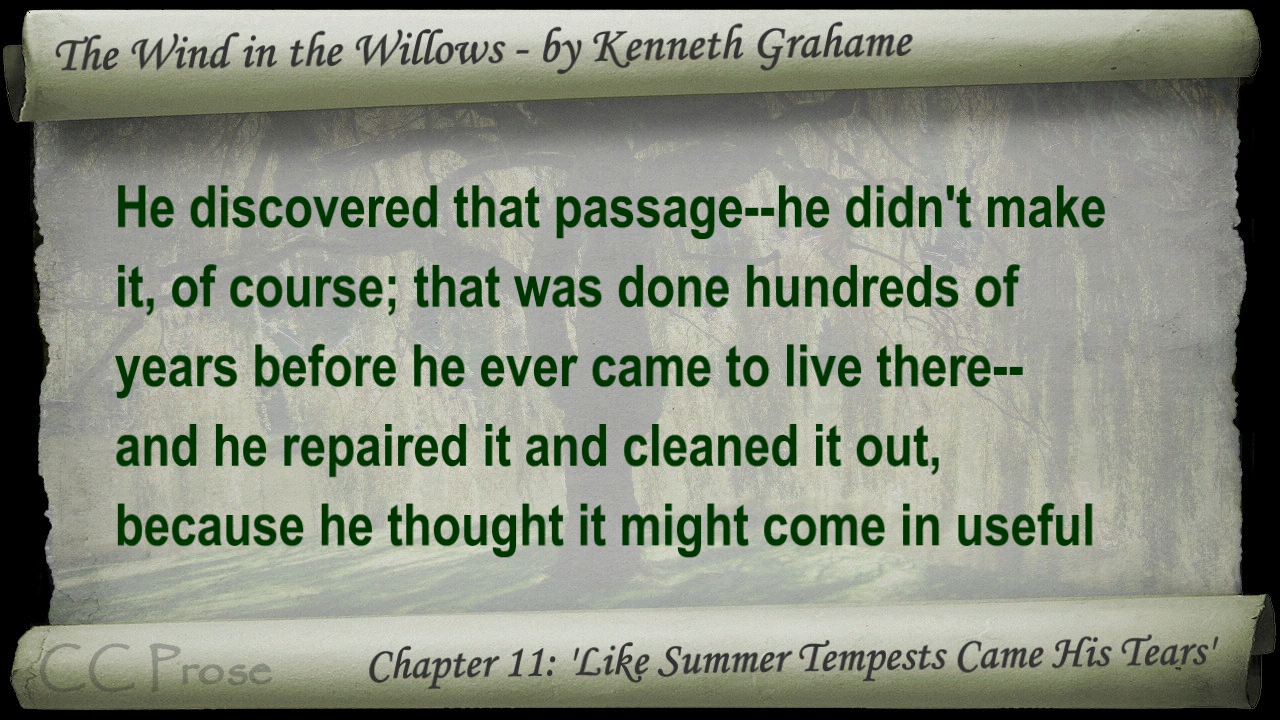 The Wind in the Willows - by Kenneth Grahame
He discovered that passage--he didn't make
it, of course; that was done hundreds of
years before he ever came to live there--
and he repaired it and cleaned it out,
because he thought it might come in useful
CC Prose
Chapter 11: 'Like Summer Tempests Came His Tears'